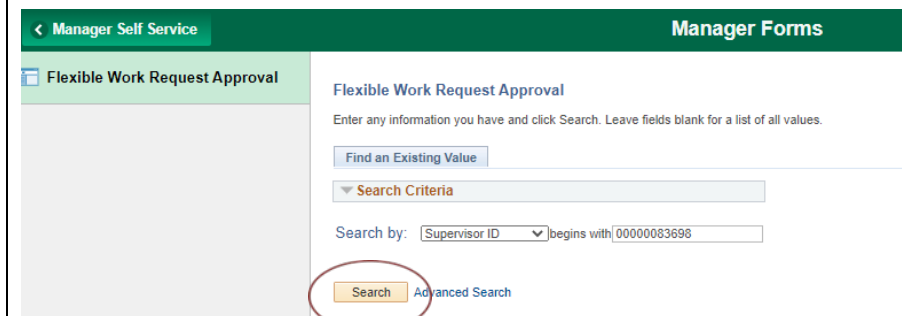 Manager Self Service
Manager Forms
Flexible Work Request Approval
Flexible Work Request Approval
Enter any information you have and click Search. Leave fields blank for a list of all values.
Find an Existing Value
Search Criteria
Search by: Supervisor ID begins with 00000083698
Search Advanced Search